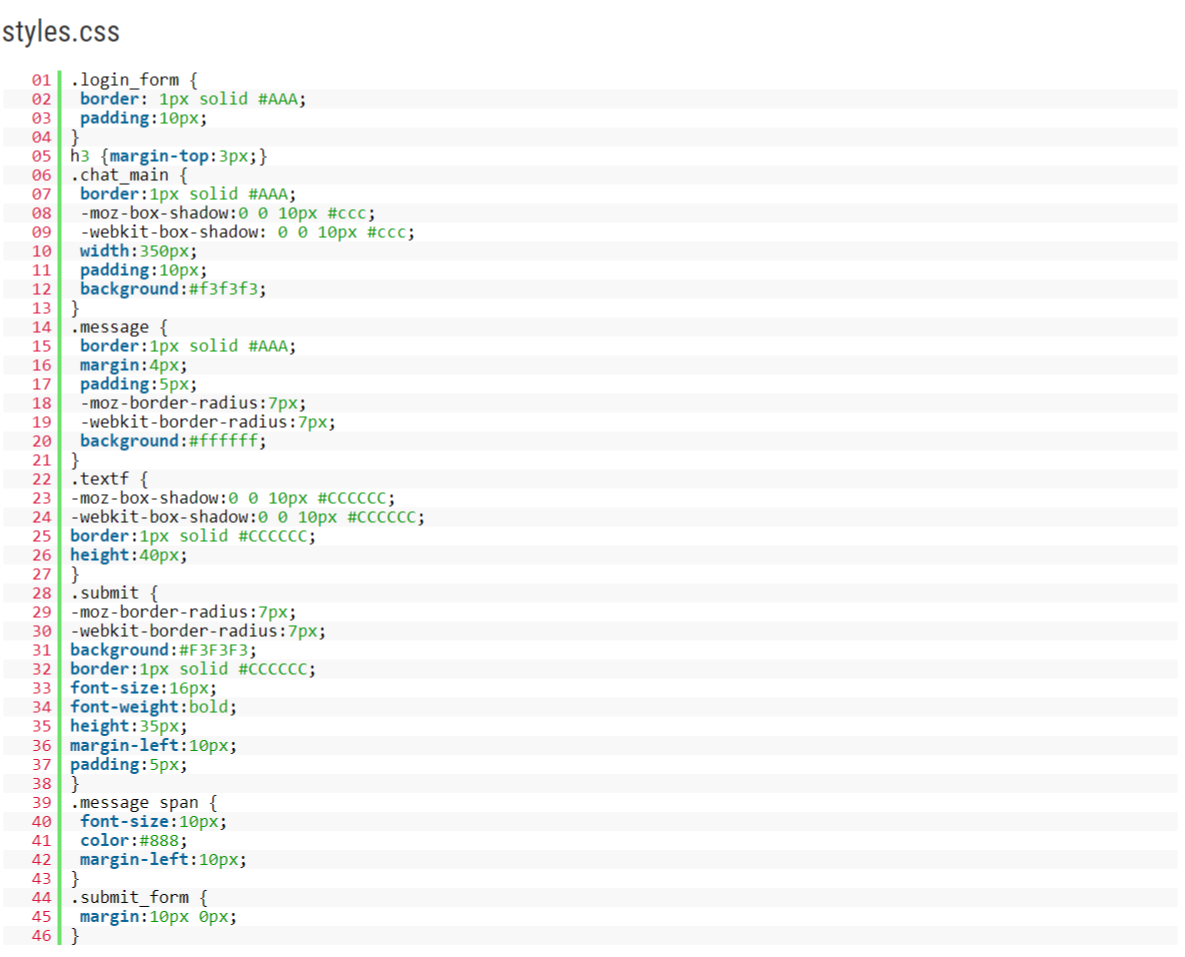 styles.css
01 .login_form {
02  border: 1px solid #AAA;
03  padding:10px;
04 }
05 h3 {margin-top:3px;}
06 .chat_main {
07  border:1px solid #AAA;
08  -moz-box-shadow:0 0 10px #ccc;
09  -webkit-box-shadow: 0 0 10px #ccc;
10  width:350px;
11  padding:10px;
12  background:#f3f3f3;
13 }
14 .message {
15  border:1px solid #AAA;
16  margin:4px;
17  padding:5px;
18  -moz-border-radius:7px;
19  -webkit-border-radius:7px;
20  background:#ffffff;
21 }
22 .textf {
23 -moz-box-shadow:0 0 10px #CCCCCC;
24 -webkit-box-shadow:0 0 10px #CCCCCC;
25 border:1px solid #CCCCCC;
26 height:40px;
27 }
28 .submit {
29 -moz-border-radius:7px;
30 -webkit-border-radius:7px;
31 background:#F3F3F3;
32 border:1px solid #CCCCCC;
33 font-size:16px;
34 font-weight:bold;
35 height:35px;
36 margin-left:10px;
37 padding:5px;
38 }
39 .message span {
40  font-size:10px;
41  color:#888;
42  margin-left:10px;
43 }
44 .submit_form {
45  margin:10px 0px;
46 }